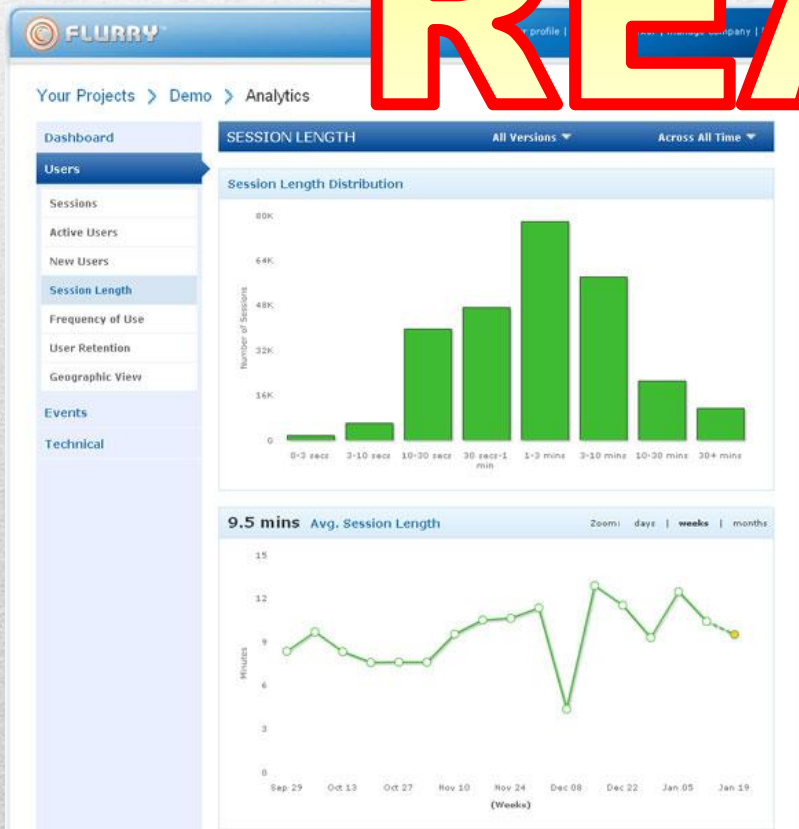 REA
FLURRY
profile |
manage company |
Your Projects > Demo > Analytics
Dashboard
Users
Sessions
Active Users
New Users
Session Length
Frequency of Use
User Retention
Geographic View
Events
Technical
SESSION LENGTH All Versions Across All Time
Session Length Distribution
80K
64K
48K
32K
16K
0
Number of Sessions
0-3 secs 3-10 secs 10-30 secs 30 secs-1 min 1-3 mins 3-10 mins 10-30 mins 30+ mins
9.5 mins Avg. Session Length Zoom: days | weeks | months
15
12
9
6
3
0
Minutes
Sep 29 Oct 13 Oct 27 Nov 10 Nov 24 Dec 08 Dec 22 Jan 05 Jan 19
(Weeks)